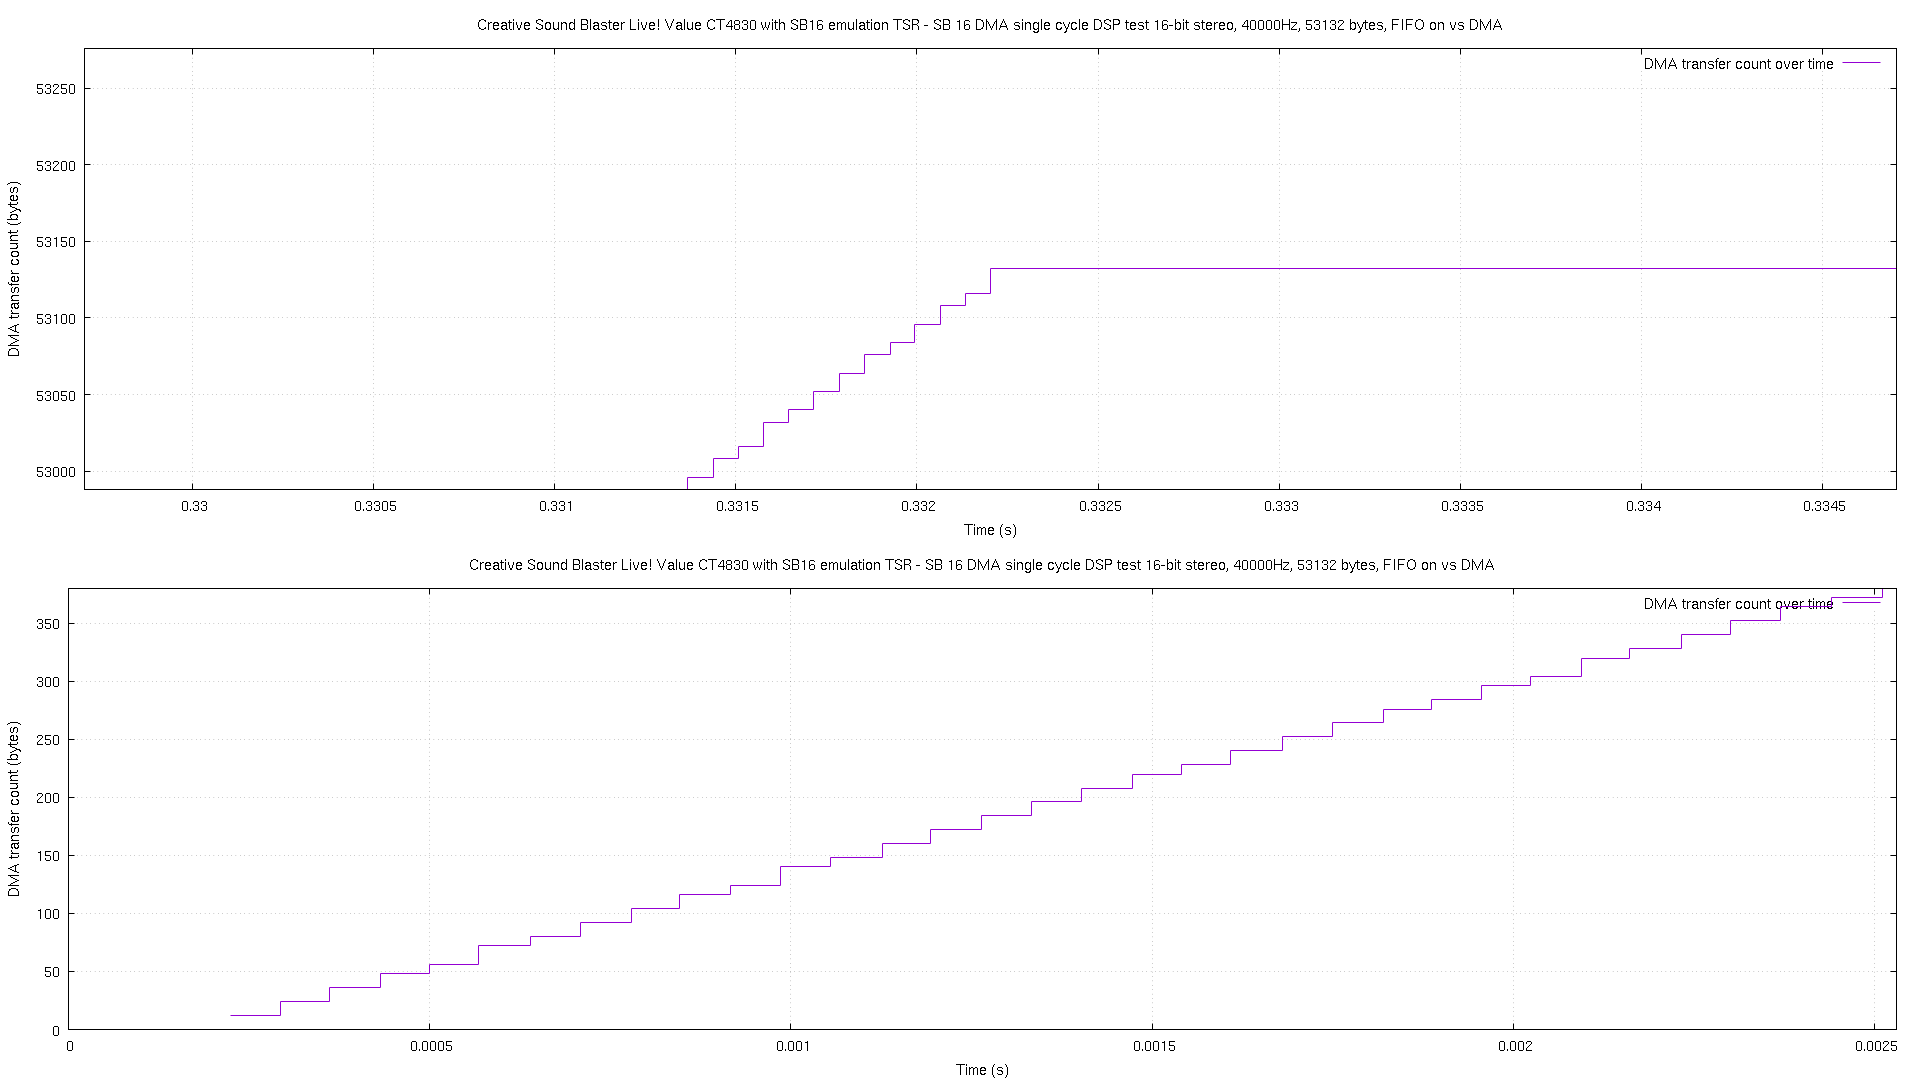 Creative Sound Blaster Live! Value CT4830 with SB16 emulation TSR - SB 16 DMA single cycle DSP test 16-bit stereo, 40000Hz, 53132 bytes, FIFO on vs DMA
DMA transfer count over time
53250
53200
53150
53100
53050
53000
DMA transfer count (bytes)
0.33 0.3305 0.331 0.3315 0.332 0.3325 0.333 0.3335 0.334 0.3345
Time (s)
Creative Sound Blaster Live! Value CT4830 with SB16 emulation TSR - SB 16 DMA single cycle DSP test 16-bit stereo, 40000Hz, 53132 bytes, FIFO on vs DMA
DMA transfer count over time
350
300
250
200
150
100
50
0
DMA transfer count (bytes)
0 0.0005 0.001 0.0015 0.002 0.0025
Time (s)